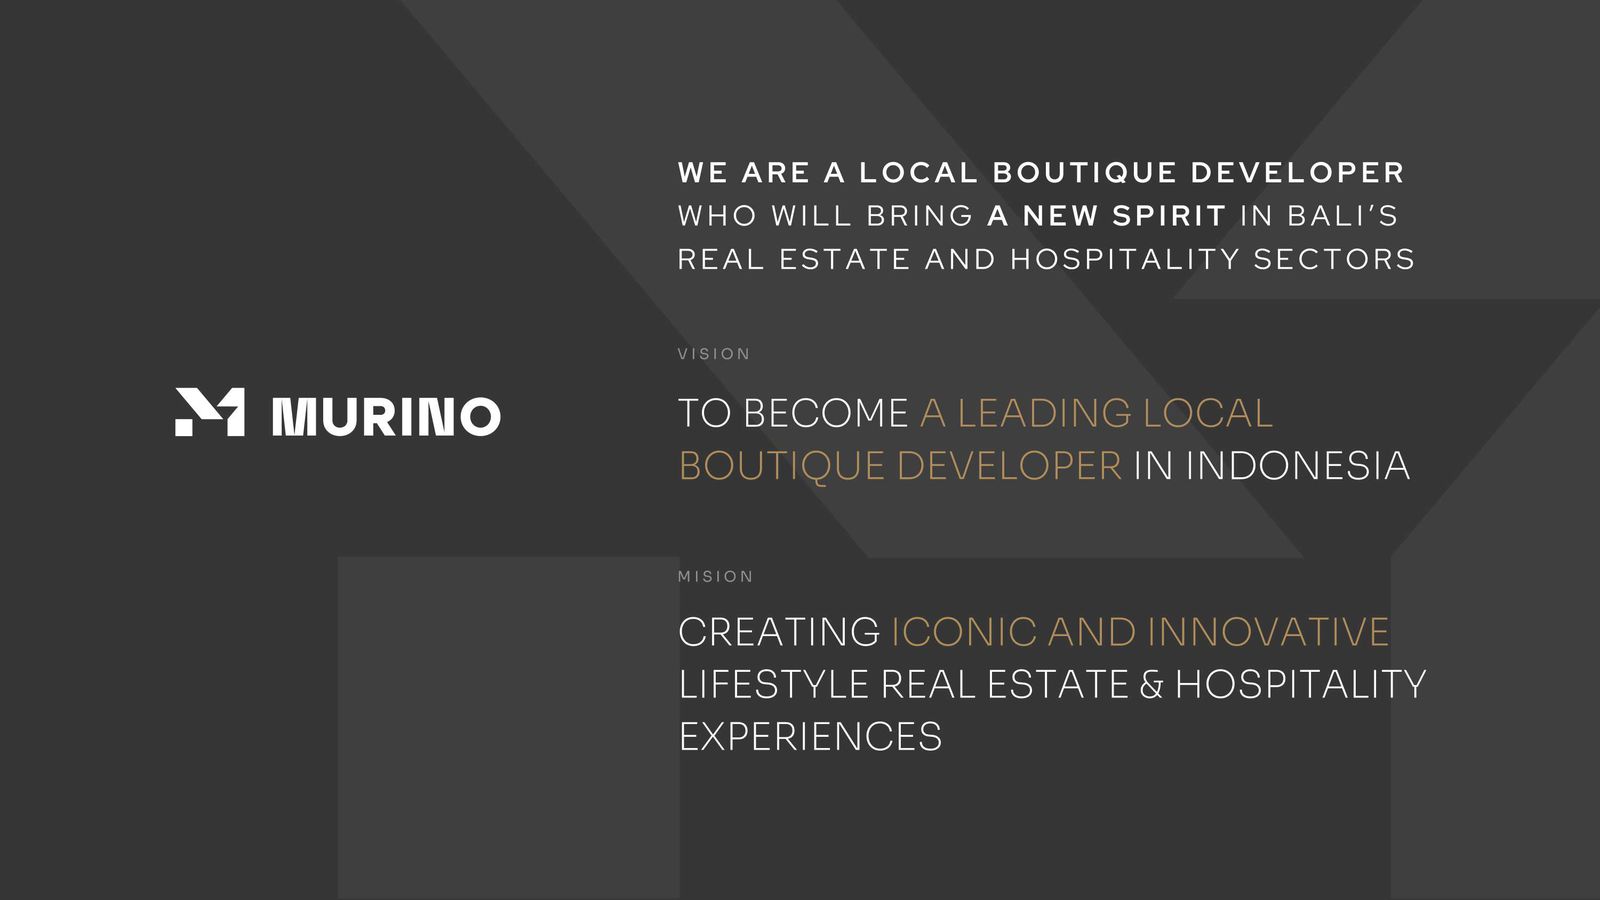 MURINO
WE ARE A LOCAL BOUTIQUE DEVELOPER
WHO WILL BRING A NEW SPIRIT IN BALI’S
REAL ESTATE AND HOSPITALITY SECTORS
VISION
TO BECOME A LEADING LOCAL
BOUTIQUE DEVELOPER IN INDONESIA
MISION
CREATING ICONIC AND INNOVATIVE
LIFESTYLE REAL ESTATE & HOSPITALITY
EXPERIENCES